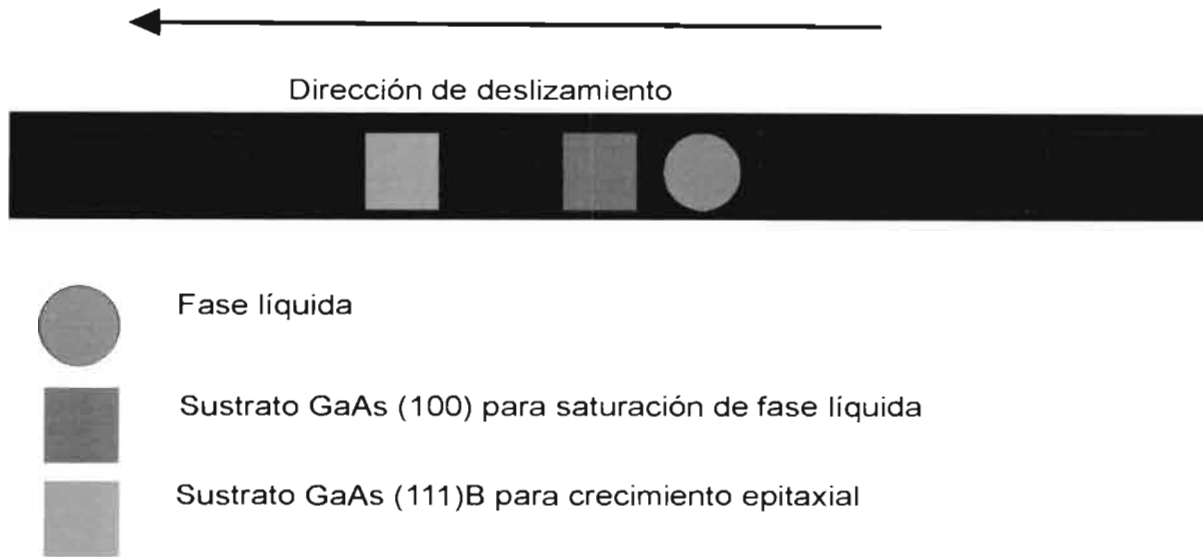 Dirección de deslizamiento
Fase líquida
Sustrato GaAs (100) para saturación de fase líquida
Sustrato GaAs (111)B para crecimiento epitaxial